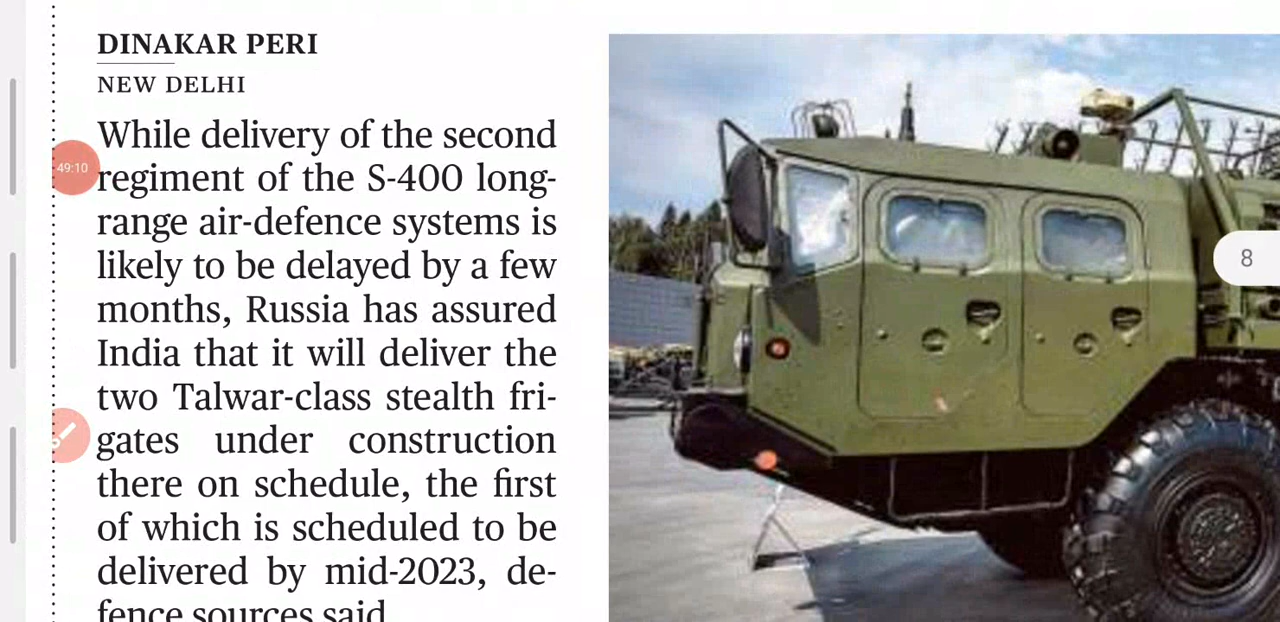 DINAKAR PERI
NEW DELHI
While delivery of the second
regiment of the S-400 long-
range air-defence systems is
likely to be delayed by a few
months, Russia has assured
India that it will deliver the
two Talwar-class stealth fri-
gates under construction
there on schedule, the first
of which is scheduled to be
delivered by mid-2023, de-
fence sources said
49:10
8